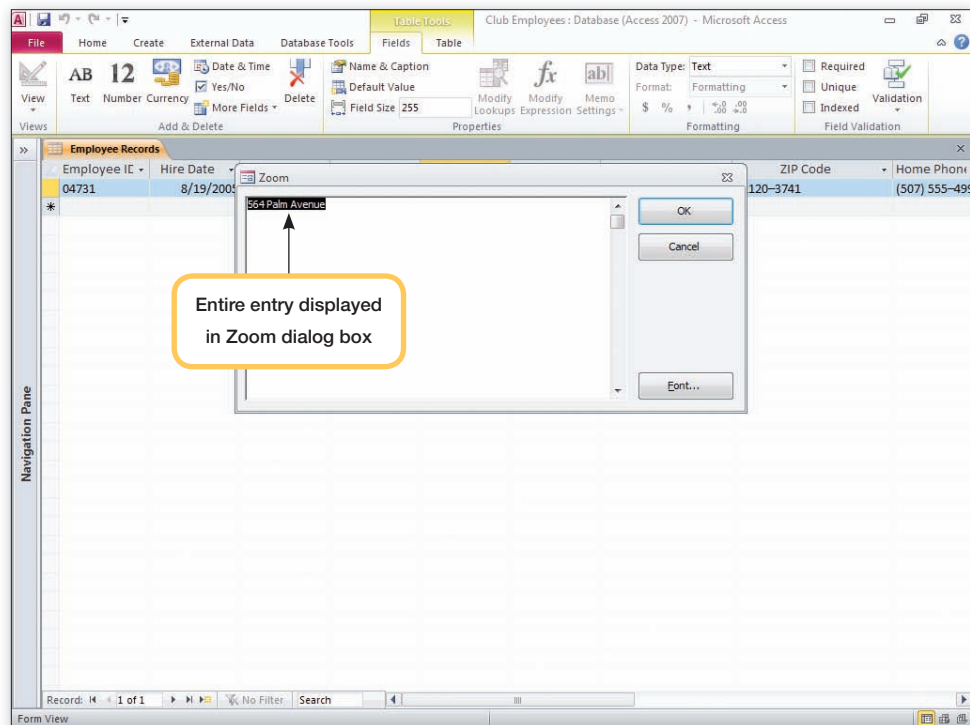 Table Tools
Club Employees : Database (Access 2007) - Microsoft Access
File Home Create External Data Database Tools Fields Table
View
Views
AB Text
12 Number
Currency
Date & Time
Yes/No
More Fields
Delete
Add & Delete
Name & Caption
Default Value
Field Size 255
Modify Lookups
fx Modify Expression
ab Memo Settings
Properties
Data Type: Text
Format: Formatting
$ % , .00 .00
Formatting
Required
Unique
Indexed
Validation
Field Validation
Employee Records
Employee ID Hire Date ZIP Code Home Phone
04731 8/19/2005 120–3741 (507) 555–499
Zoom
564 Palm Avenue
OK
Cancel
Font...
Entire entry displayed
in Zoom dialog box
Navigation Pane
Record: 1 of 1 No Filter Search
Form View